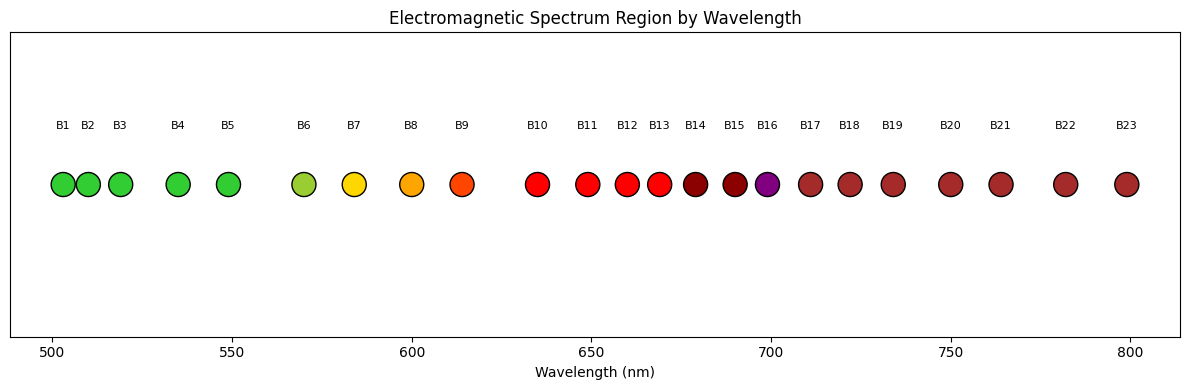 Electromagnetic Spectrum Region by Wavelength
B1 B2 B3 B4 B5 B6 B7 B8 B9 B10 B11 B12 B13 B14 B15 B16 B17 B18 B19 B20 B21 B22 B23
500 550 600 650 700 750 800
Wavelength (nm)